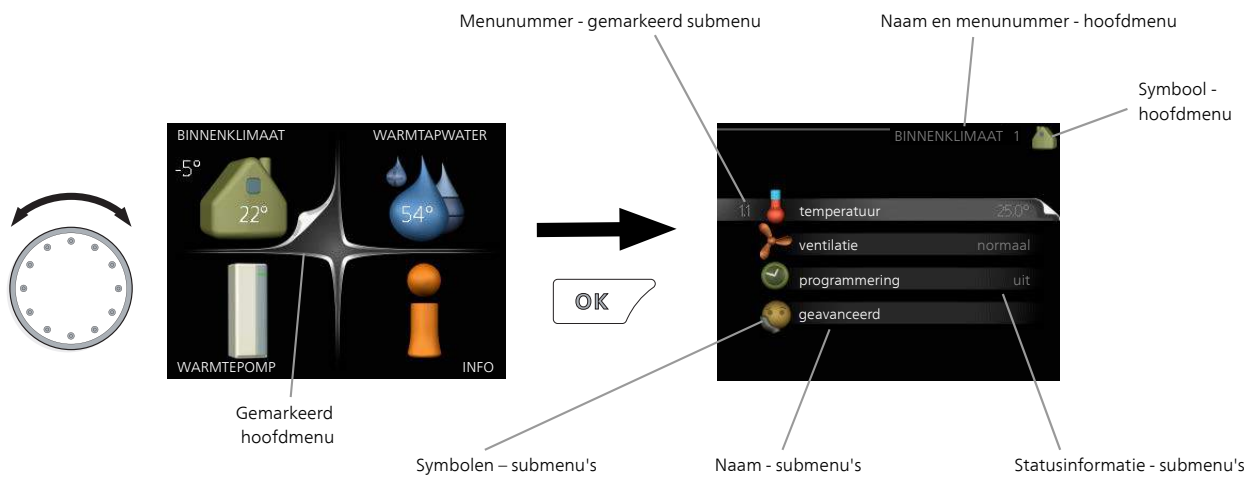 Menunummer - gemarkeerd submenu
Naam en menunummer - hoofdmenu
Symbool -
hoofdmenu
BINNENKLIMAAT
WARMTAPWATER
-5°
22°
54°
WARMTEPOMP
INFO
OK
BINNENKLIMAAT 1
1.1 temperatuur 25.0°
ventilatie normaal
programmering uit
geavanceerd
Gemarkeerd
hoofdmenu
Symbolen – submenu's
Naam - submenu's
Statusinformatie - submenu's